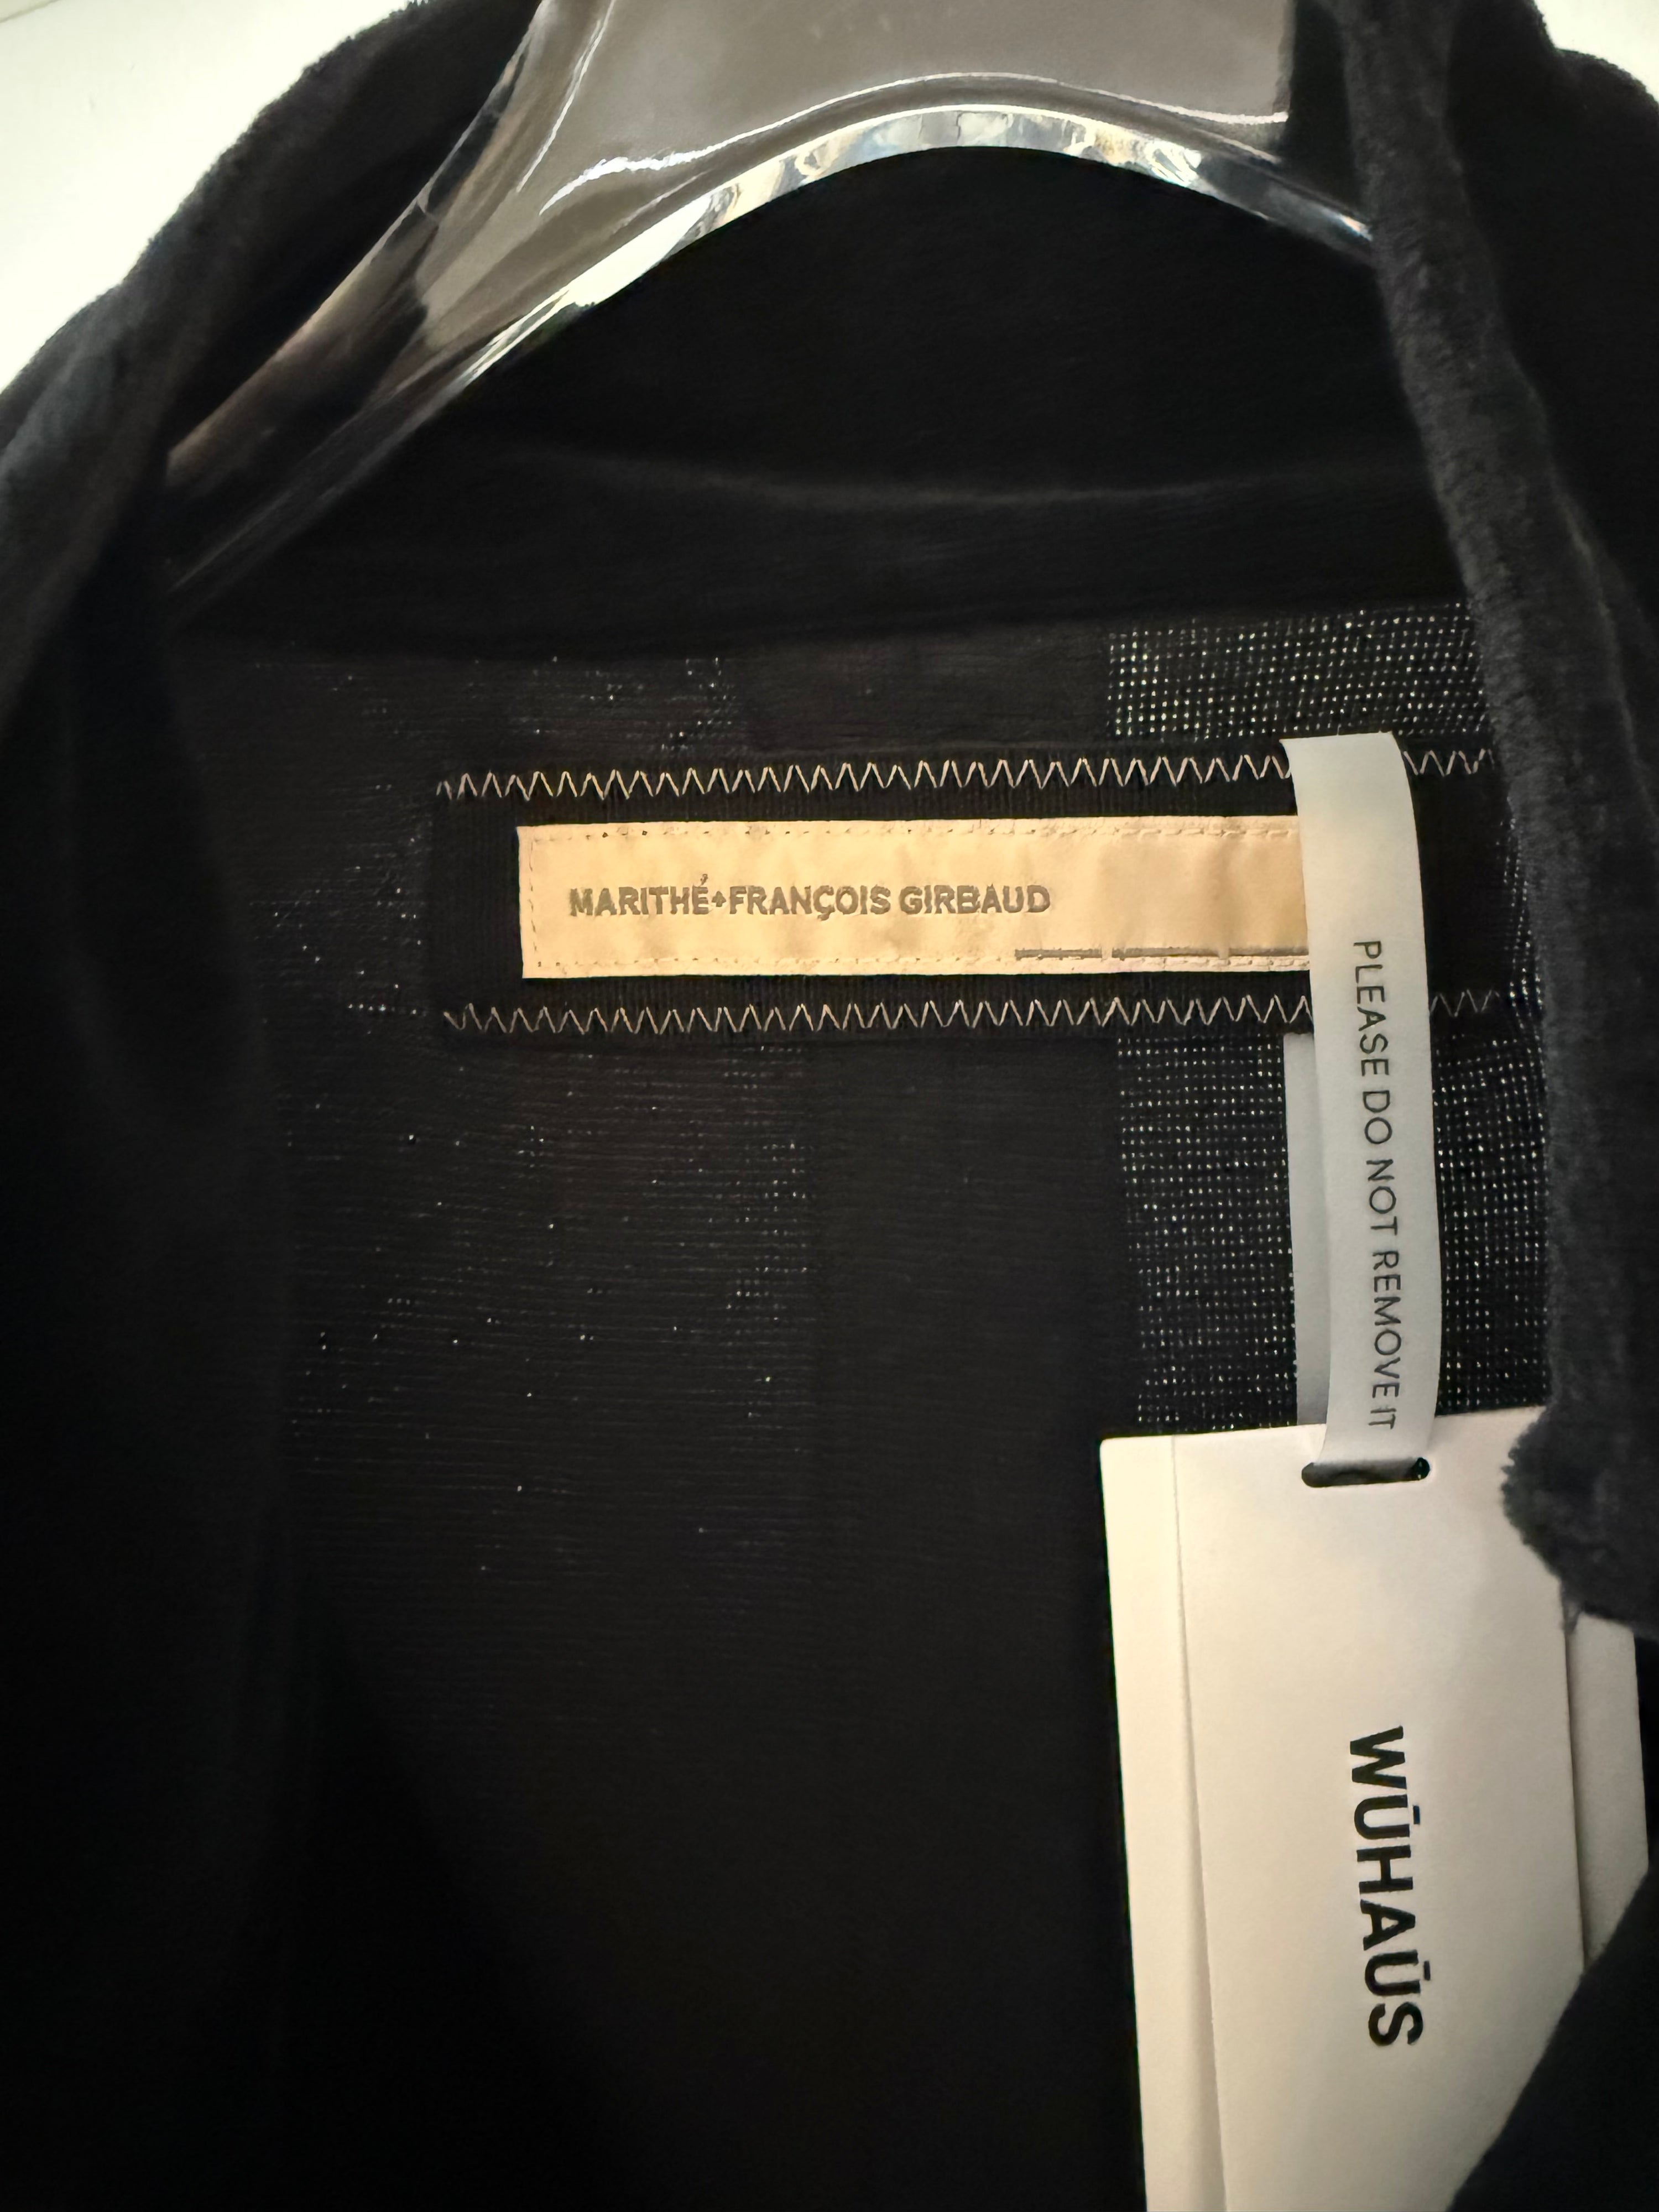 MARITHÉ+FRANÇOIS GIRBAUD
PLEASE DO NOT REMOVE IT
WŪHAŪS